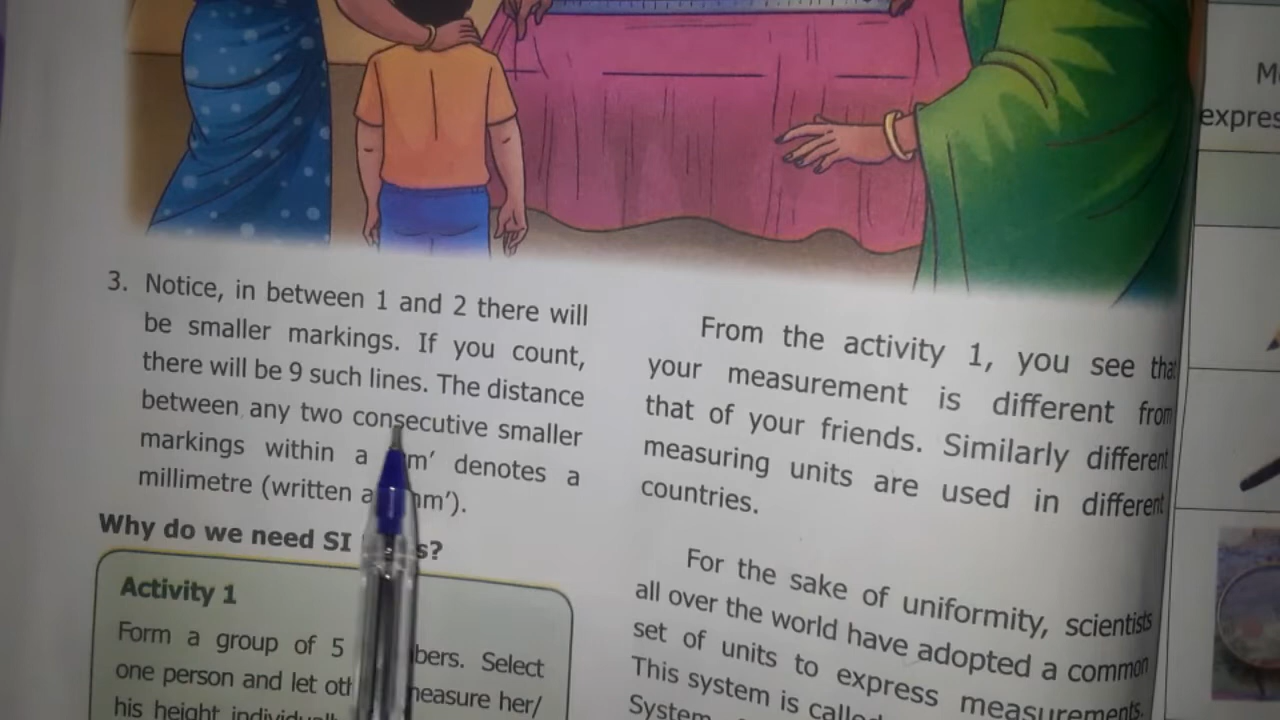 3. Notice, in between 1 and 2 there will
be smaller markings. If you count,
there will be 9 such lines. The distance
between any two consecutive smaller
markings within a m' denotes a
millimetre (written a mm').
Why do we need SI s?
Activity 1
Form a group of 5 bers. Select
one person and let oth measure her/
his height individuall
From the activity 1, you see that
your measurement is different from
that of your friends. Similarly different
measuring units are used in different
countries.
For the sake of uniformity, scientists
all over the world have adopted a common
set of units to express measurements.
This system is called
System
M
expres